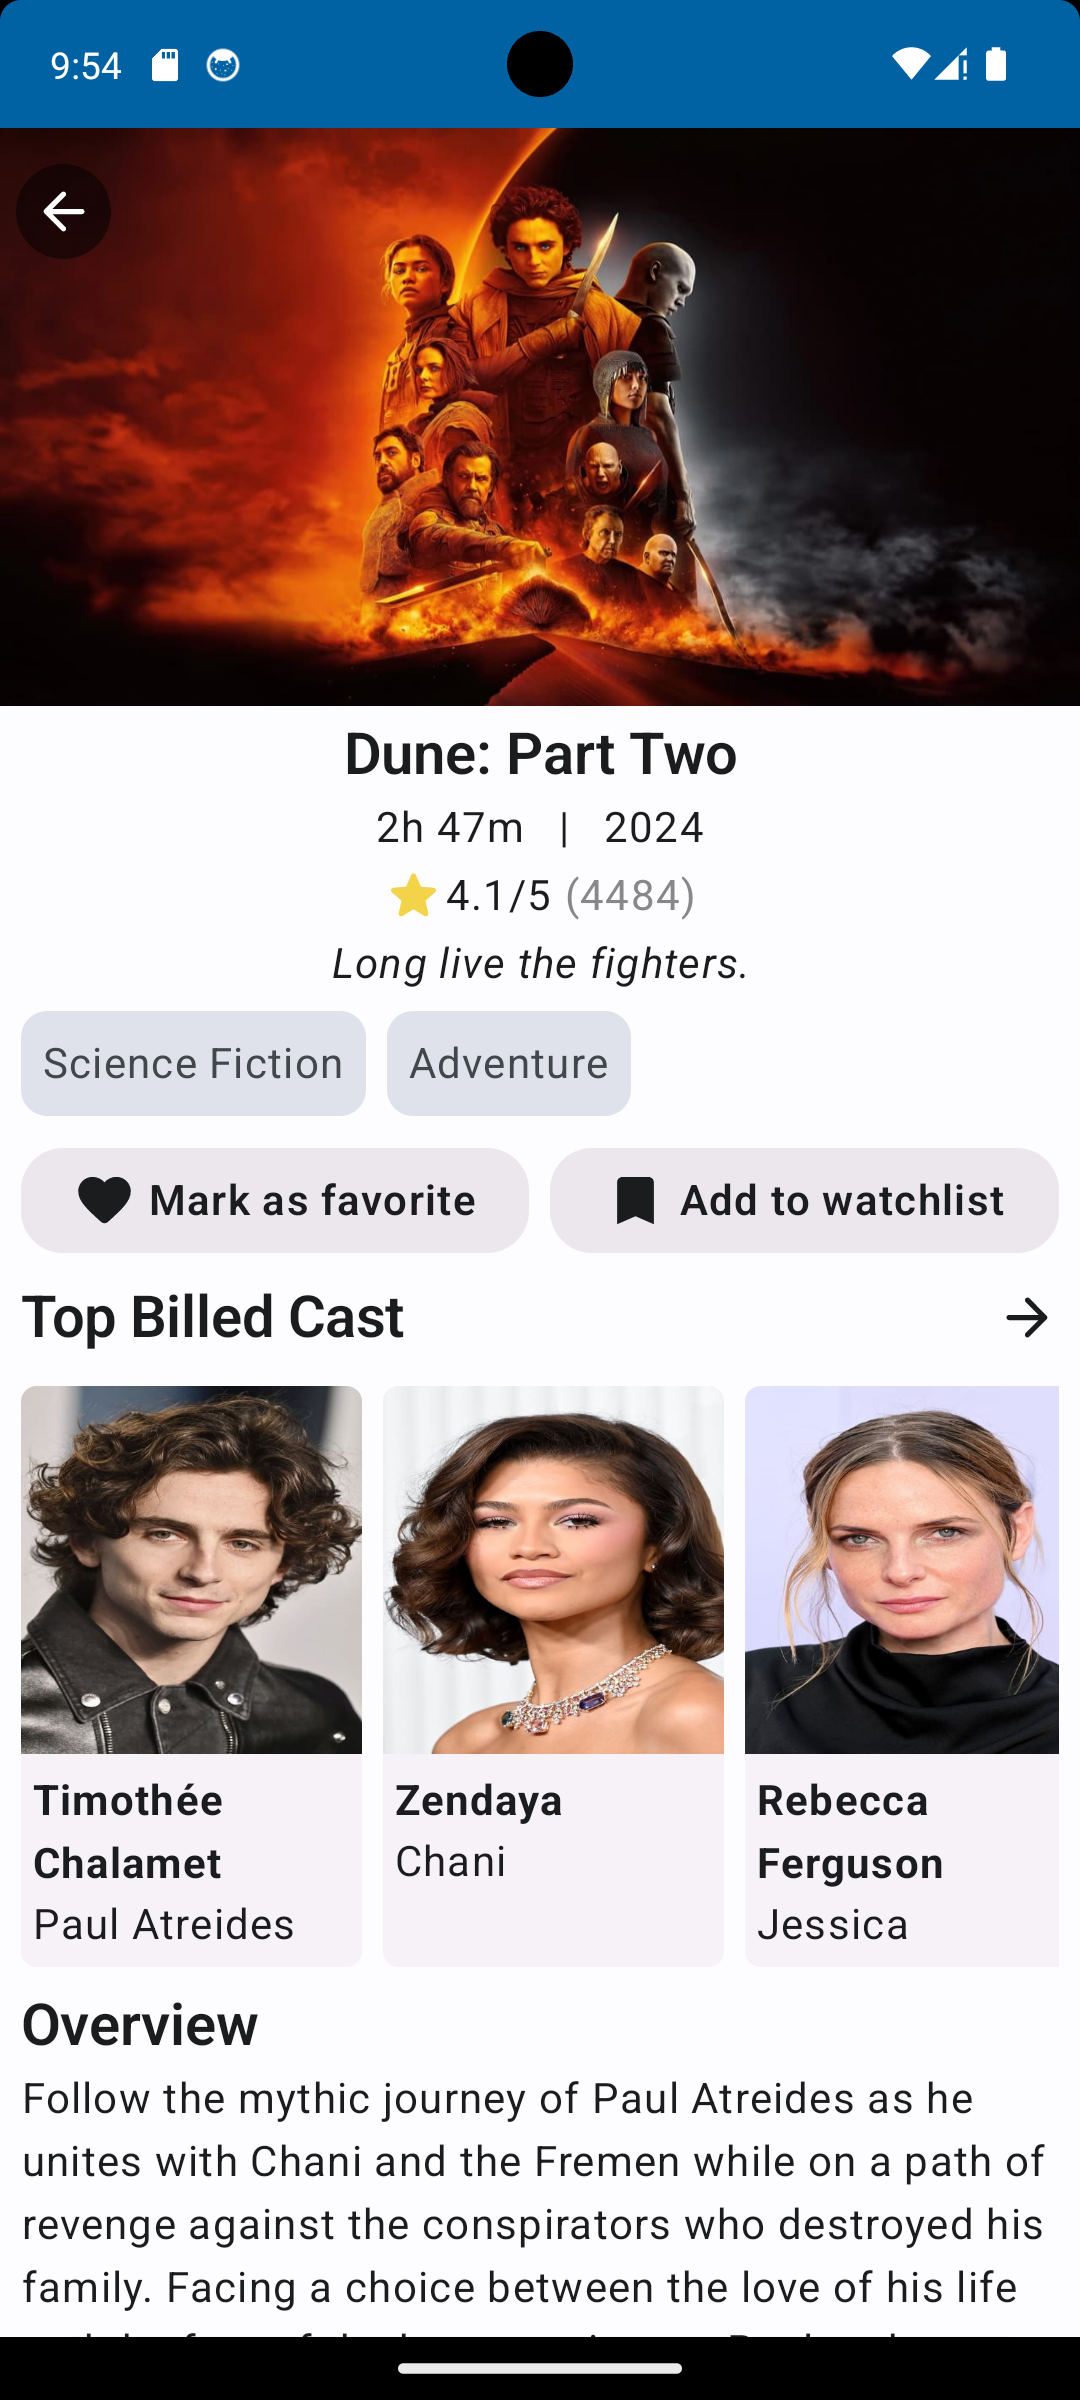 9:54
Dune: Part Two
2h 47m | 2024
4.1/5 (4484)
Long live the fighters.
Science Fiction
Adventure
Mark as favorite
Add to watchlist
Top Billed Cast
Timothée
Chalamet
Paul Atreides
Zendaya
Chani
Rebecca
Ferguson
Jessica
Overview
Follow the mythic journey of Paul Atreides as he
unites with Chani and the Fremen while on a path of
revenge against the conspirators who destroyed his
family. Facing a choice between the love of his life